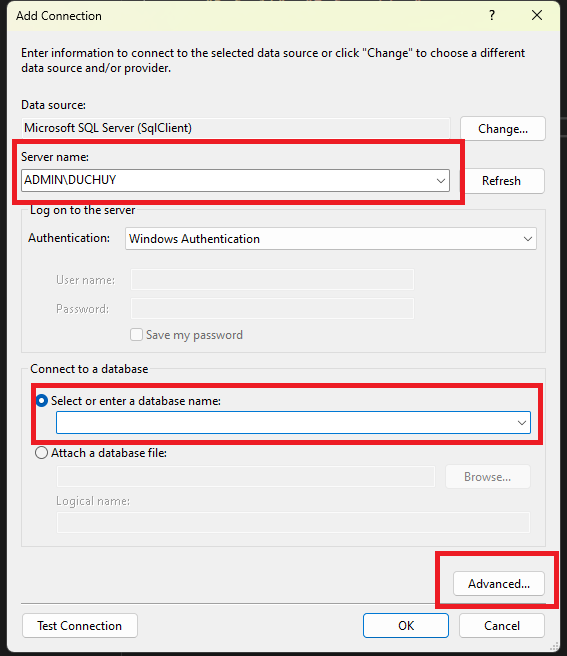 Add Connection
?
Enter information to connect to the selected data source or click "Change" to choose a different
data source and/or provider.
Data source:
Microsoft SQL Server (SqlClient)
Change...
Server name:
ADMIN\DUCHUY
Refresh
Log on to the server
Authentication:
Windows Authentication
User name:
Password:
Save my password
Connect to a database
Select or enter a database name:
Attach a database file:
Browse...
Logical name:
Advanced...
Test Connection
OK
Cancel